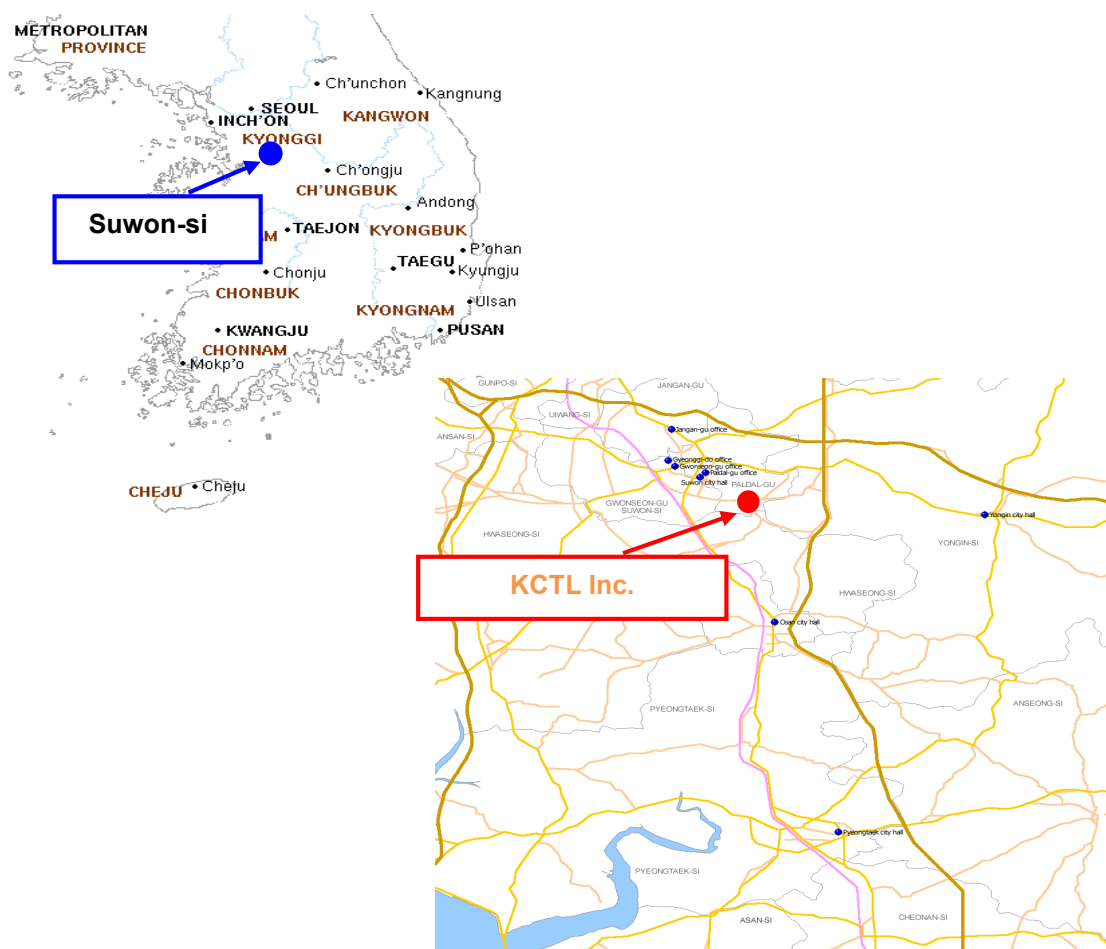 METROPOLITAN
PROVINCE
Ch'unchon
Kangnung
SEOUL
INCH'ON
KANGWON
KYONGGI
Ch'ongju
CH'UNGBUK
Suwon-si
Andong
TAEJON
KYONGBUK
P'ohan
TAEGU
Kyungju
Chonju
CHONBUK
Ulsan
KYONGNAM
KWANGJU
PUSAN
CHONNAM
Mokp'o
CHEJU
Cheju
GUNPO-SI
JANGAN-GU
UIWANG-SI
Jangan-gu office
ANSAN-SI
Gyeonggi-do office
Gwonseon-gu office
Paldal-gu office
Suwon city hall
PALDAL-GU
GWONSEON-GU
SUWON-SI
Yongin city hall
HWASEONG-SI
YONGIN-SI
KCTL Inc.
HWASEONG-SI
Osan city hall
ANSEONG-SI
PYEONGTAEK-SI
Pyeongtaek city hall
PYEONGTAEK-SI
ASAN-SI
CHEONAN-SI